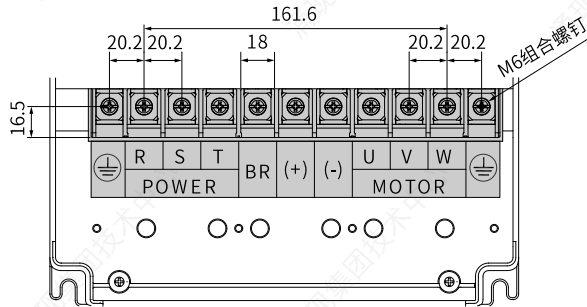 161.6
20.2 20.2 18 20.2 20.2
M6组合螺钉
16.5
R S T BR (+) (-) U V W
POWER MOTOR